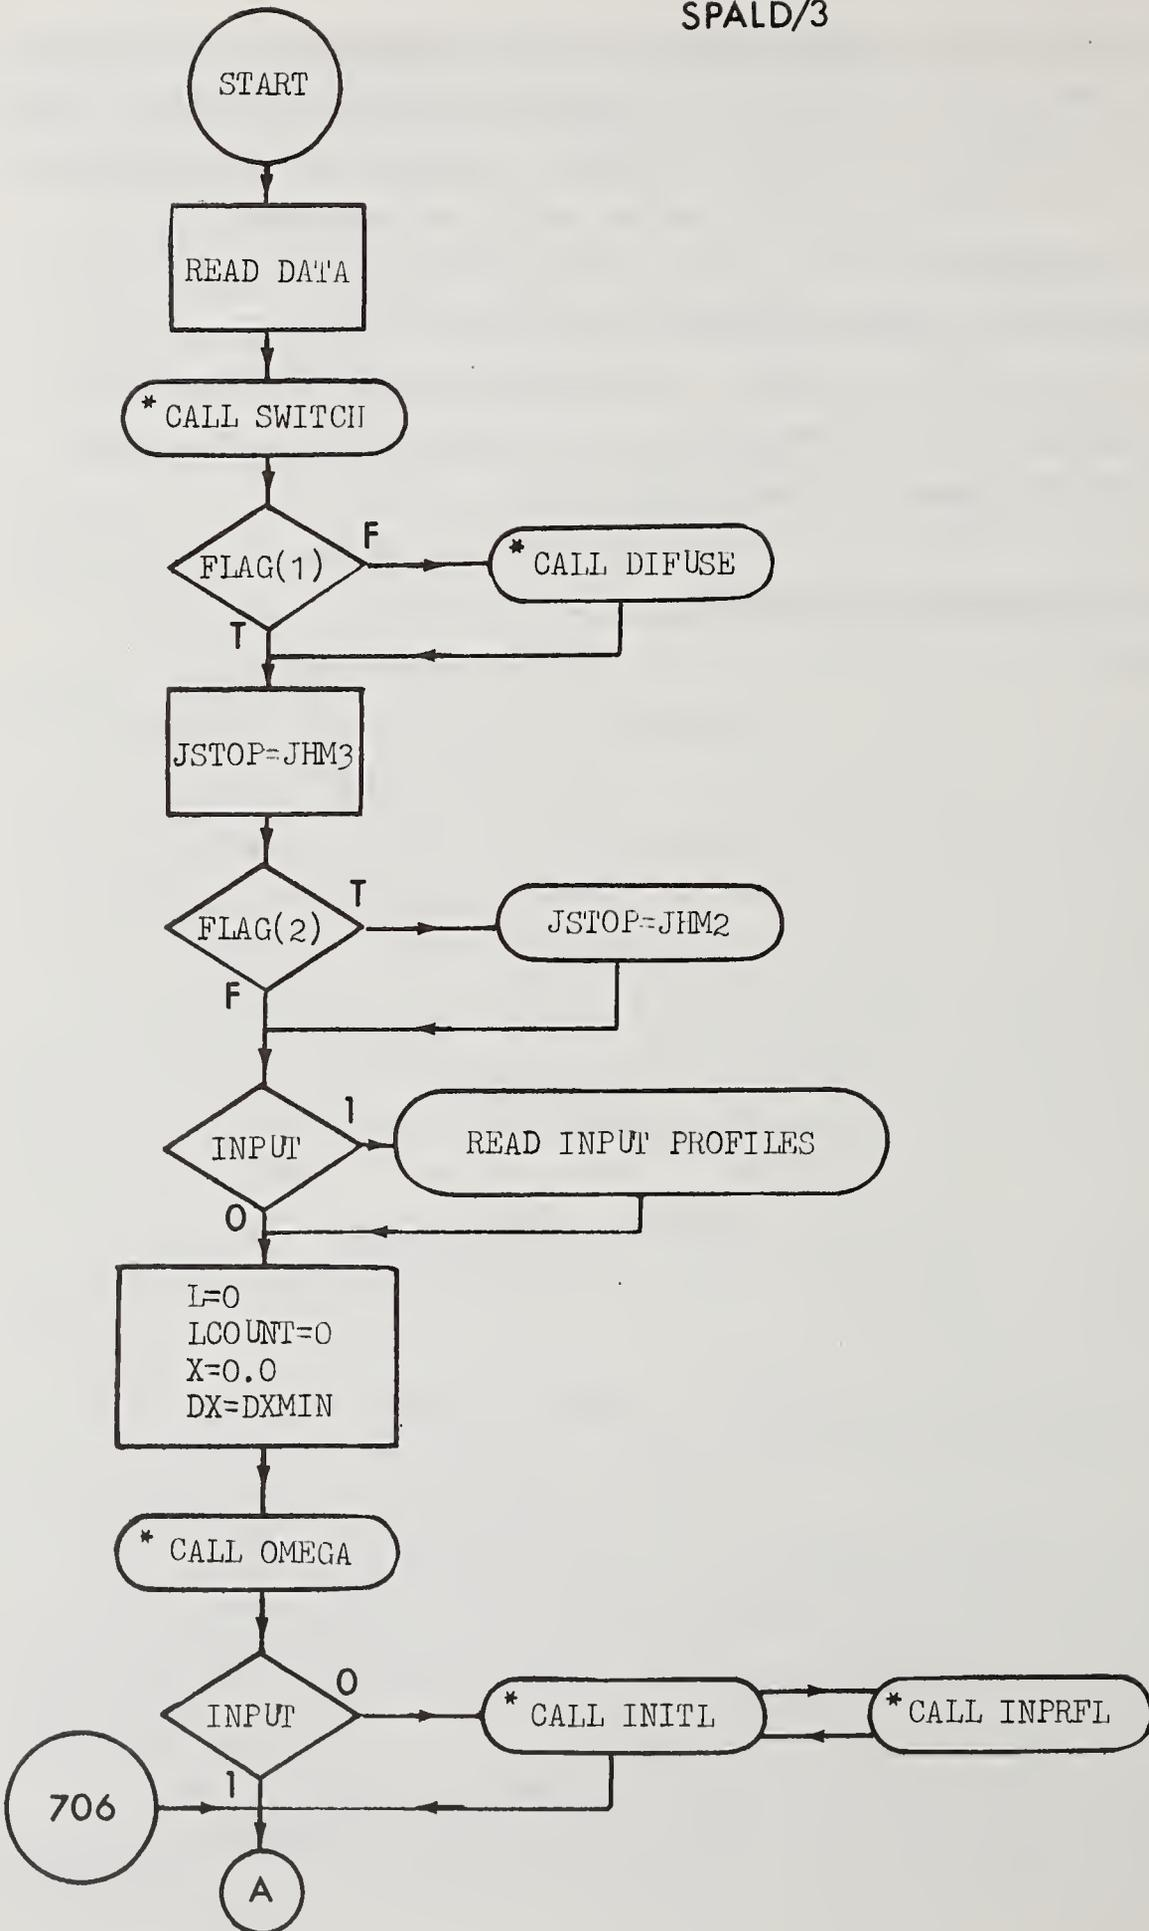 SPALD/3
START
READ DATA
* CALL SWITCH
FLAG(1)
F
T
* CALL DIFUSE
JSTOP=JHM3
FLAG(2)
T
F
JSTOP=JHM2
INPUT
1
0
READ INPUT PROFILES
L=0
LCOUNT=0
X=0.0
DX=DXMIN
* CALL OMEGA
INPUT
0
1
* CALL INITL
* CALL INPRFL
706
A